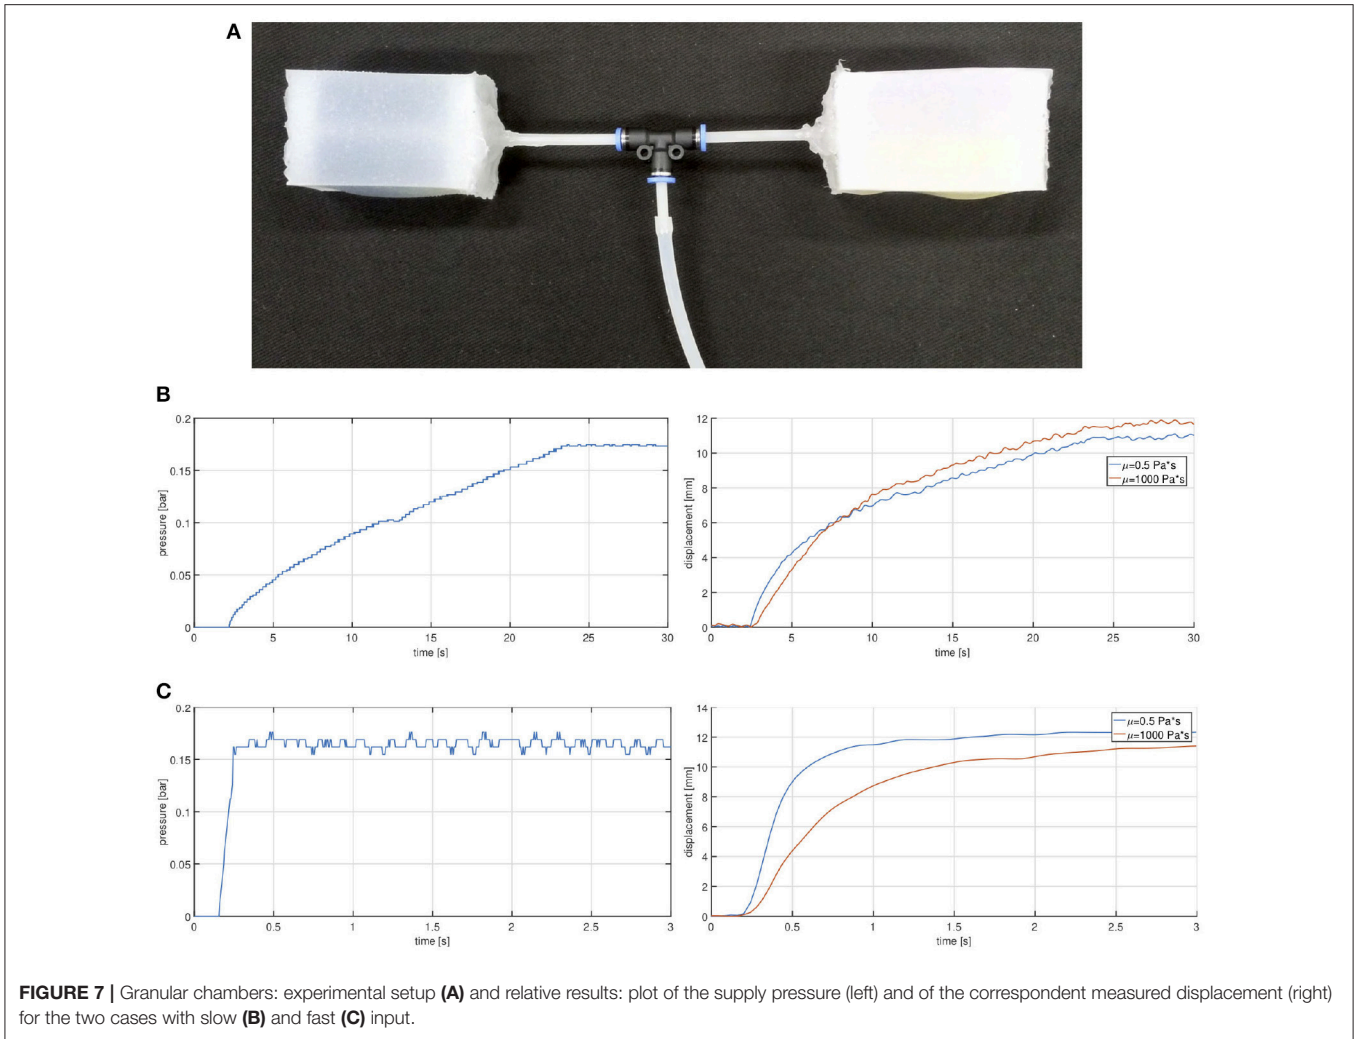 A
B
0.2
0.15
0.1
0.05
0
pressure [bar]
0 5 10 15 20 25 30
time [s]
12
10
8
6
4
2
0
displacement [mm]
μ=0.5 Pa*s
μ=1000 Pa*s
0 5 10 15 20 25 30
time [s]
C
0.2
0.15
0.1
0.05
0
pressure [bar]
0 0.5 1 1.5 2 2.5 3
time [s]
14
12
10
8
6
4
2
0
displacement [mm]
μ=0.5 Pa*s
μ=1000 Pa*s
0 0.5 1 1.5 2 2.5 3
time [s]
FIGURE 7 | Granular chambers: experimental setup (A) and relative results: plot of the supply pressure (left) and of the correspondent measured displacement (right)
for the two cases with slow (B) and fast (C) input.